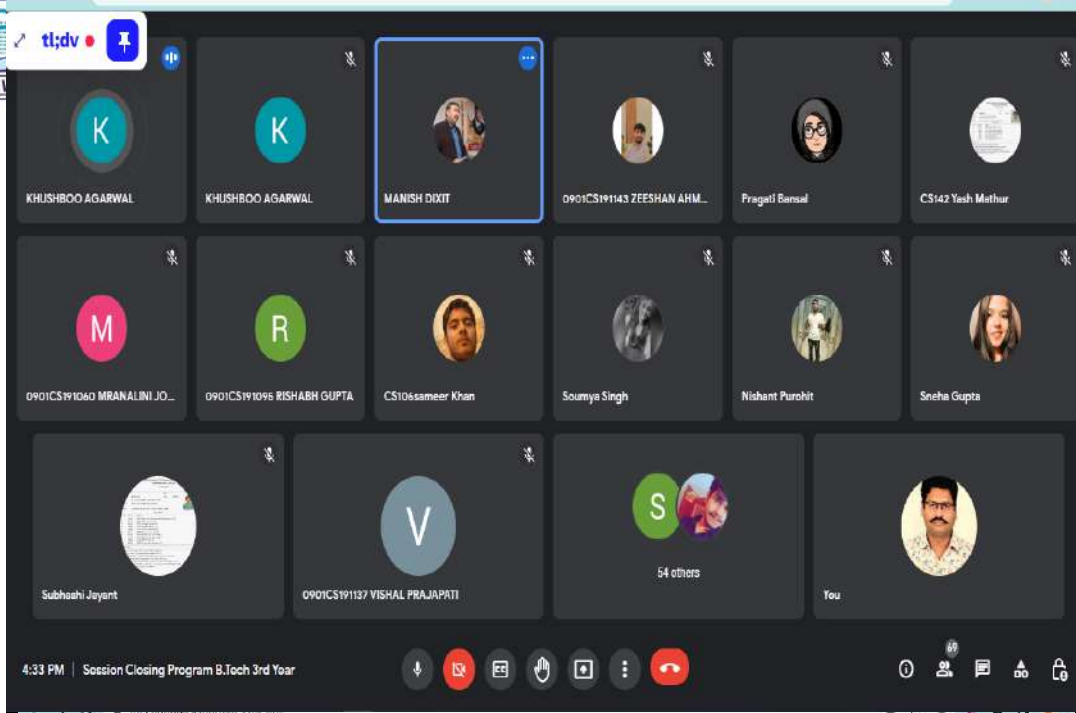 tl;dv
K
KHUSHBOO AGARWAL
K
KHUSHBOO AGARWAL
MANISH DIXIT
0901CS191143 ZEESHAN AHM...
Pragati Bansal
CS142 Yash Mathur
M
0901CS191060 MRANALINI JO...
R
0901CS191095 RISHABH GUPTA
CS106sameer Khan
Soumya Singh
Nishant Purohit
Sneha Gupta
Subhashi Jayant
V
0901CS191137 VISHAL PRAJAPATI
S
54 others
You
4:33 PM | Session Closing Program B.Tech 3rd Year
CC
69